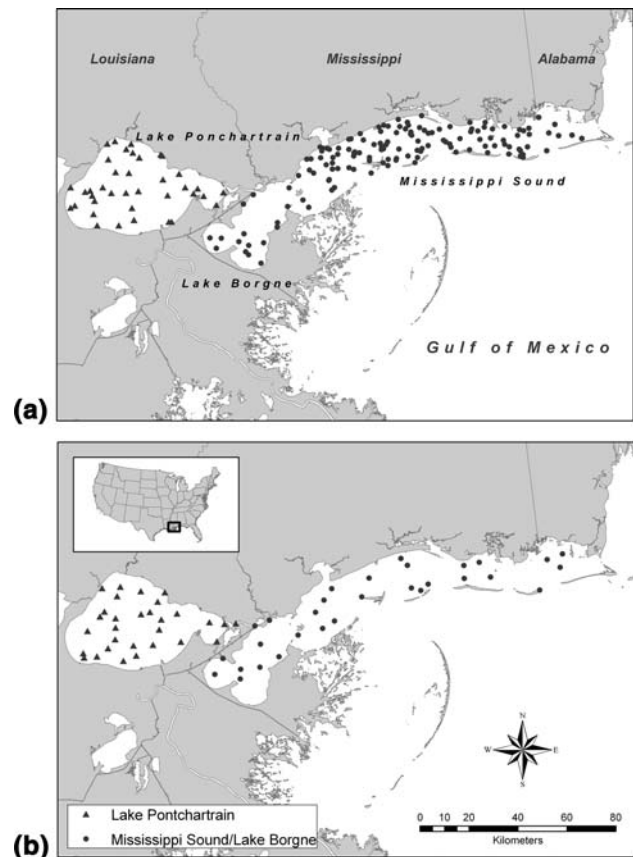 (a)
Louisiana
Mississippi
Alabama
Lake Ponchartrain
Mississippi Sound
Lake Borgne
Gulf of Mexico
(b)
N
W E
S
Lake Pontchartrain
Mississippi Sound/Lake Borgne
0 10 20 40 60 80
Kilometers